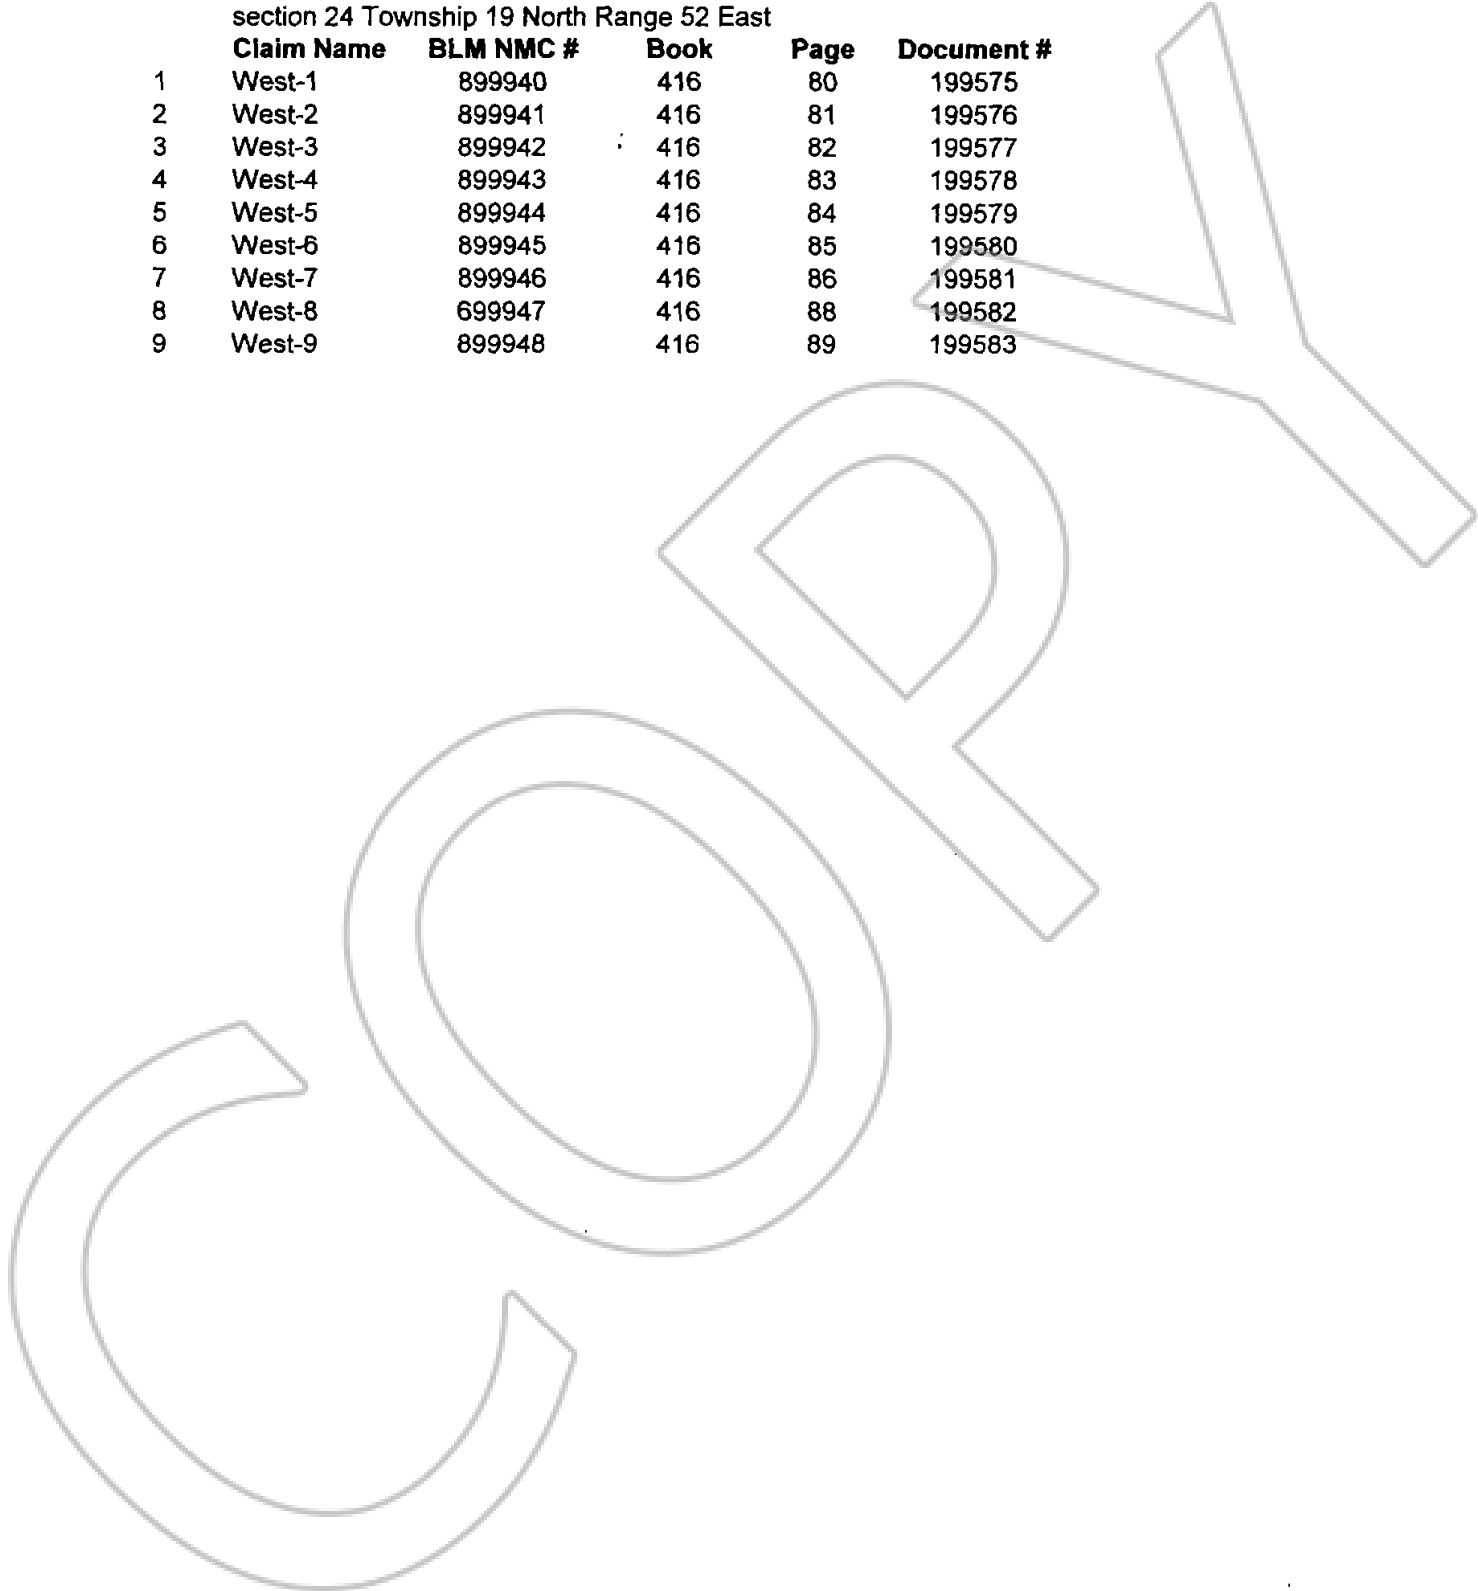 section 24 Township 19 North Range 52 East
Claim Name BLM NMC # Book Page Document #
1 West-1 899940 416 80 199575
2 West-2 899941 416 81 199576
3 West-3 899942 416 82 199577
4 West-4 899943 416 83 199578
5 West-5 899944 416 84 199579
6 West-6 899945 416 85 199580
7 West-7 899946 416 86 199581
8 West-8 699947 416 88 199582
9 West-9 899948 416 89 199583
COPY